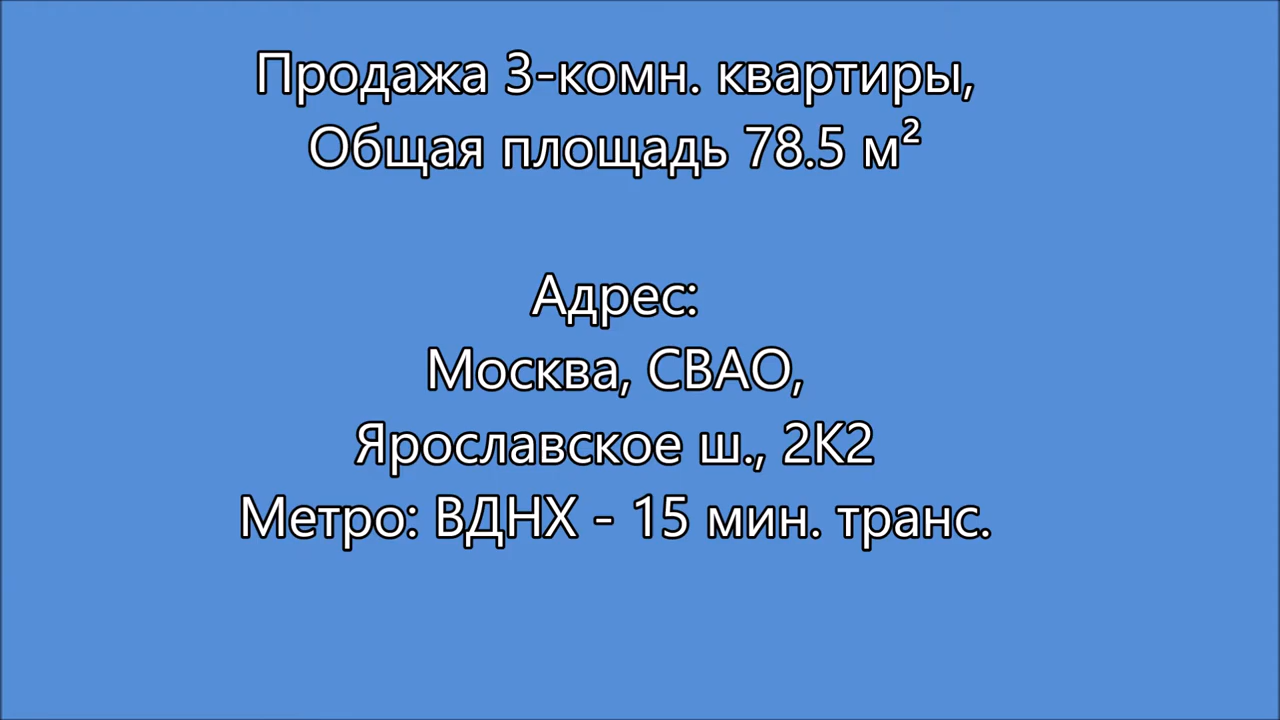 Продажа 3-комн. квартиры,
Общая площадь 78.5 м²
Адрес:
Москва, СВАО,
Ярославское ш., 2К2
Метро: ВДНХ - 15 мин. транс.